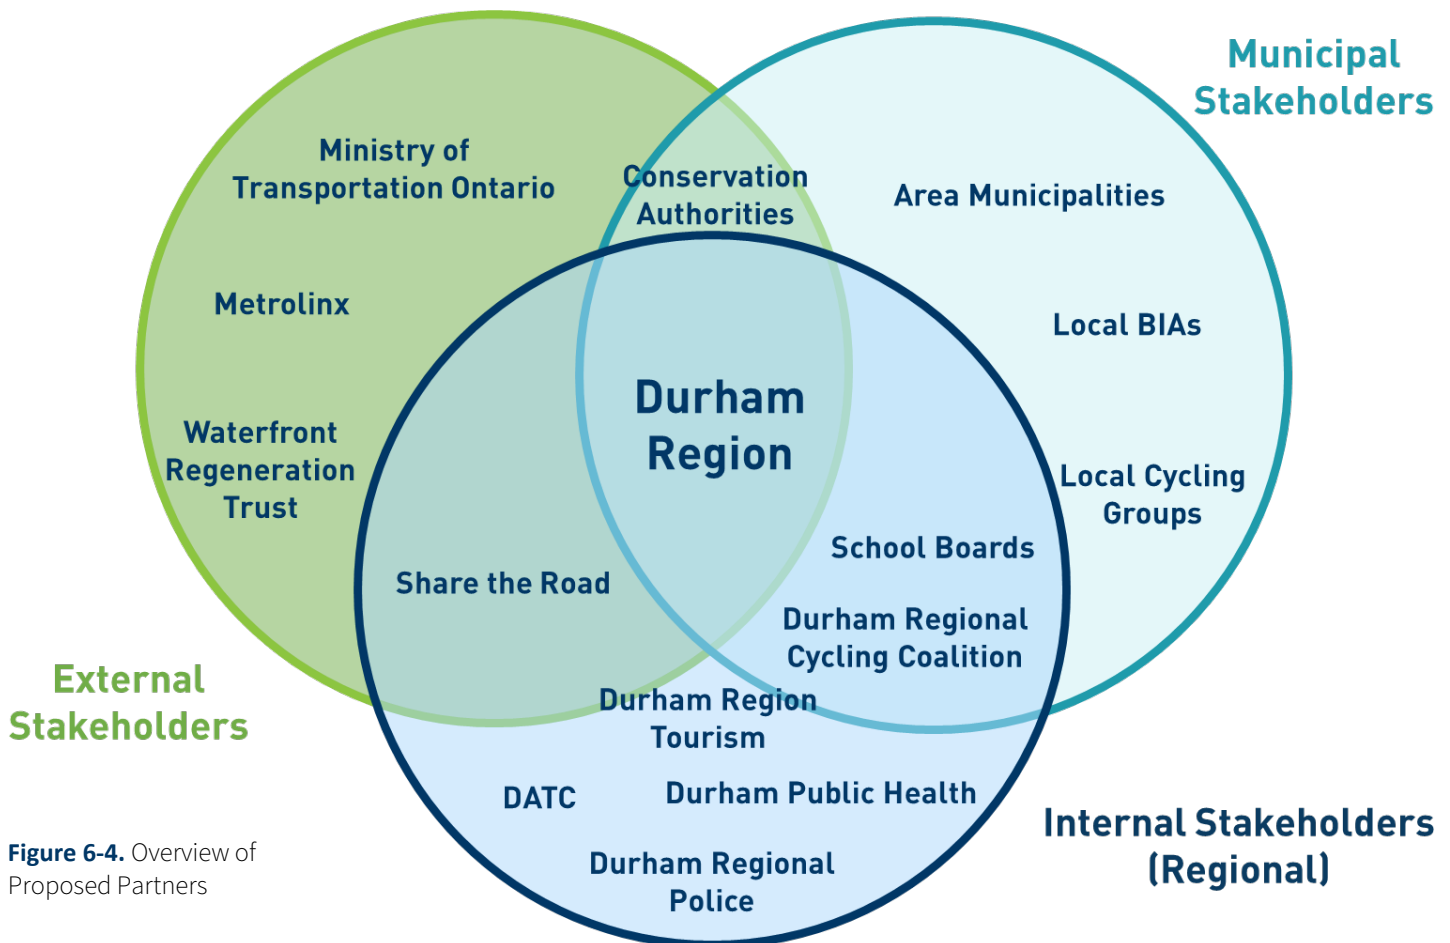 Municipal
Stakeholders
Ministry of
Transportation Ontario
Conservation
Authorities
Area Municipalities
Metrolinx
Local BIAs
Durham
Region
Waterfront
Regeneration
Trust
Local Cycling
Groups
School Boards
Share the Road
Durham Regional
Cycling Coalition
External
Stakeholders
Durham Region
Tourism
DATC
Durham Public Health
Internal Stakeholders
(Regional)
Durham Regional
Police
Figure 6-4. Overview of
Proposed Partners